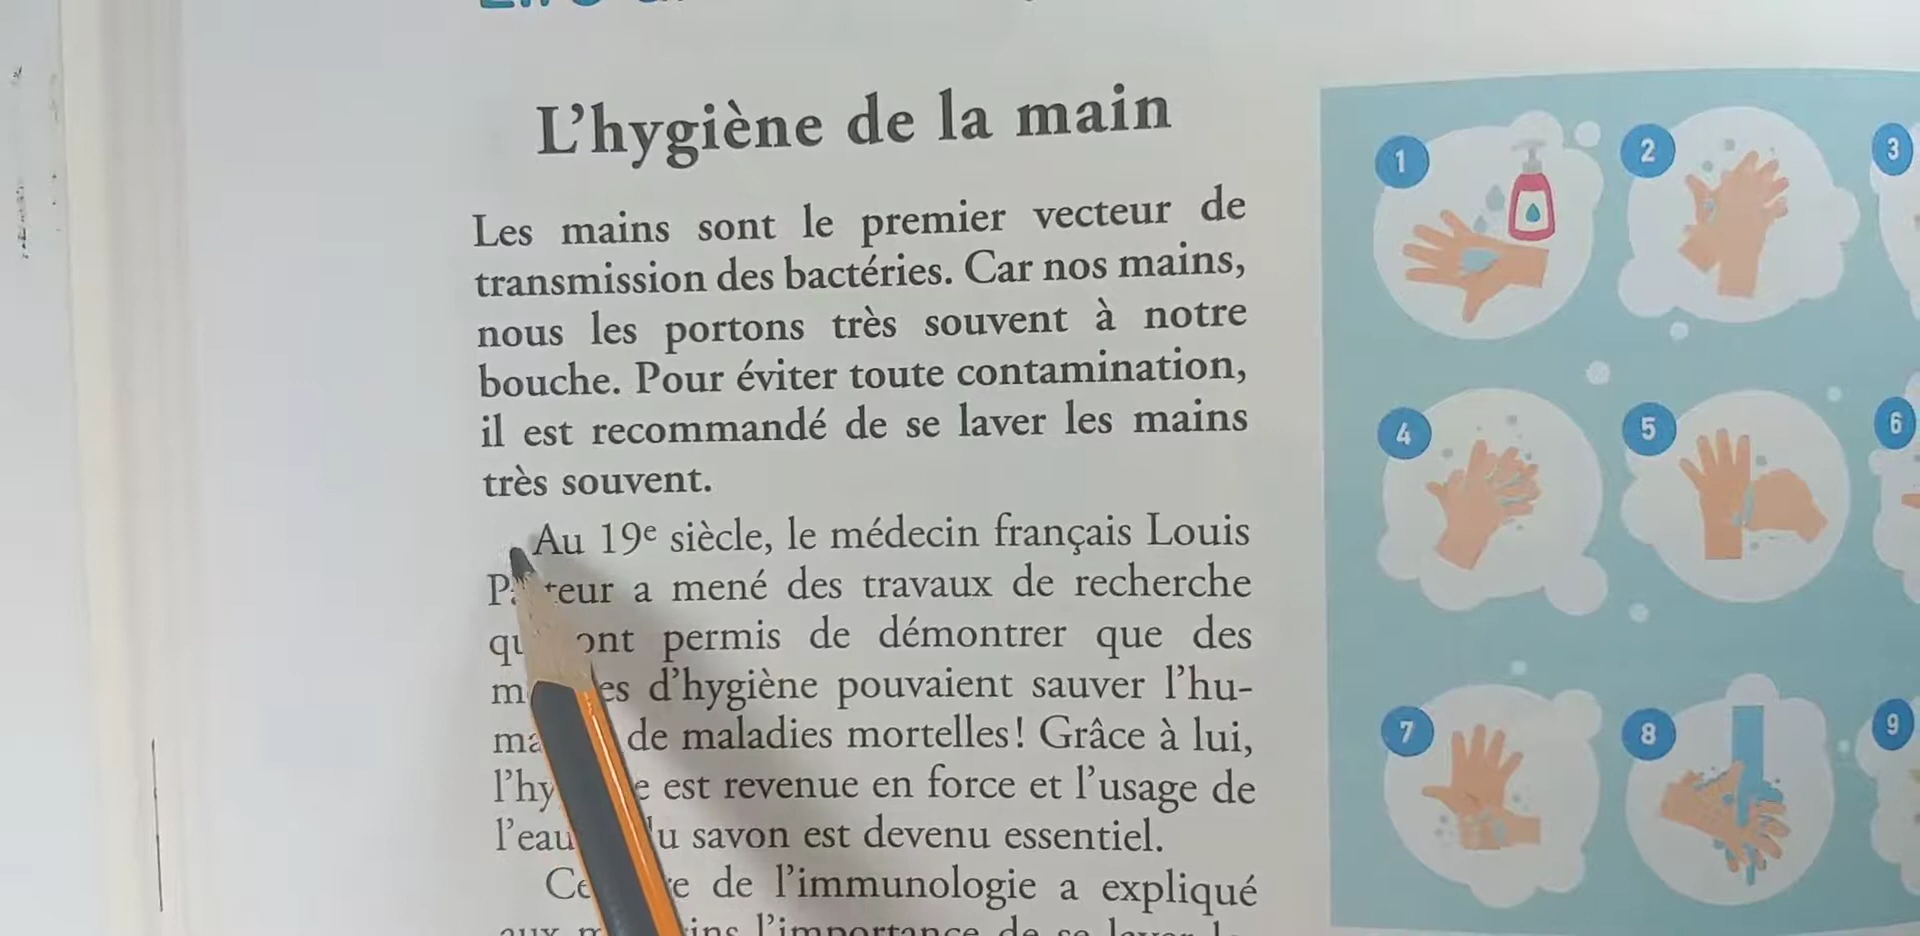 L'hygiène de la main
Les mains sont le premier vecteur de
transmission des bactéries. Car nos mains,
nous les portons très souvent à notre
bouche. Pour éviter toute contamination,
il est recommandé de se laver les mains
très souvent.
Au 19e siècle, le médecin français Louis
a mené des travaux de recherche
ont permis de démontrer que des
d'hygiène pouvaient sauver l'hu-
de maladies mortelles! Grâce à lui,
est revenue en force et l'usage de
l'eau du savon est devenu essentiel.
de l'immunologie a expliqué
l'importance de se
1
2
3
4
5
6
7
8
9